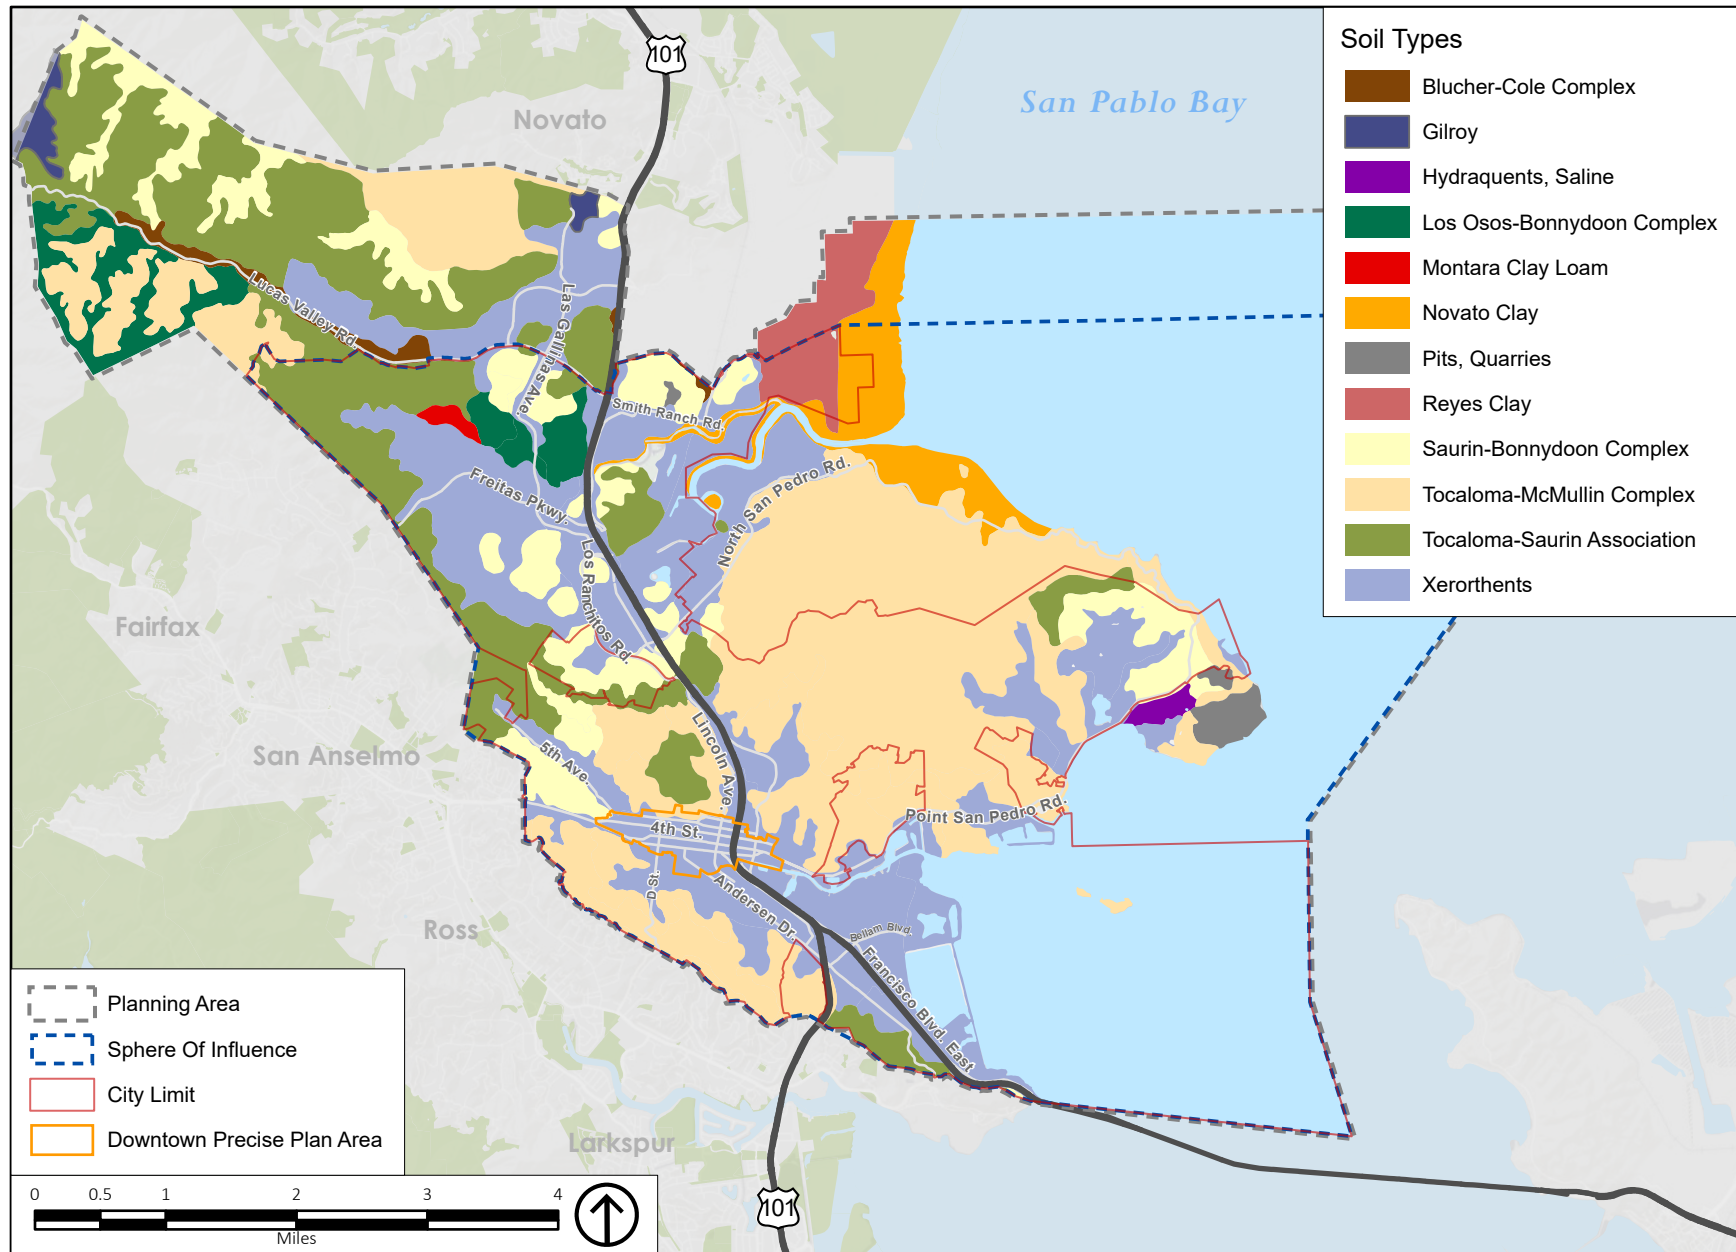 101
Novato
San Pablo Bay
Soil Types
Blucher-Cole Complex
Gilroy
Hydraquents, Saline
Los Osos-Bonnydoon Complex
Montara Clay Loam
Novato Clay
Pits, Quarries
Reyes Clay
Saurin-Bonnydoon Complex
Tocaloma-McMullin Complex
Tocaloma-Saurin Association
Xerorthents
Lucas Valley Rd.
Las Gallinas Ave.
Smith Ranch Rd.
Freitas Pkwy.
North San Pedro Rd.
Los Ranchitos Rd.
Fairfax
San Anselmo
5th Ave.
Lincoln Ave.
4th St.
Point San Pedro Rd.
D St.
Andersen Dr.
Bellam Blvd.
Francisco Blvd. East
Ross
Larkspur
101
Planning Area
Sphere Of Influence
City Limit
Downtown Precise Plan Area
0 0.5 1 2 3 4
Miles